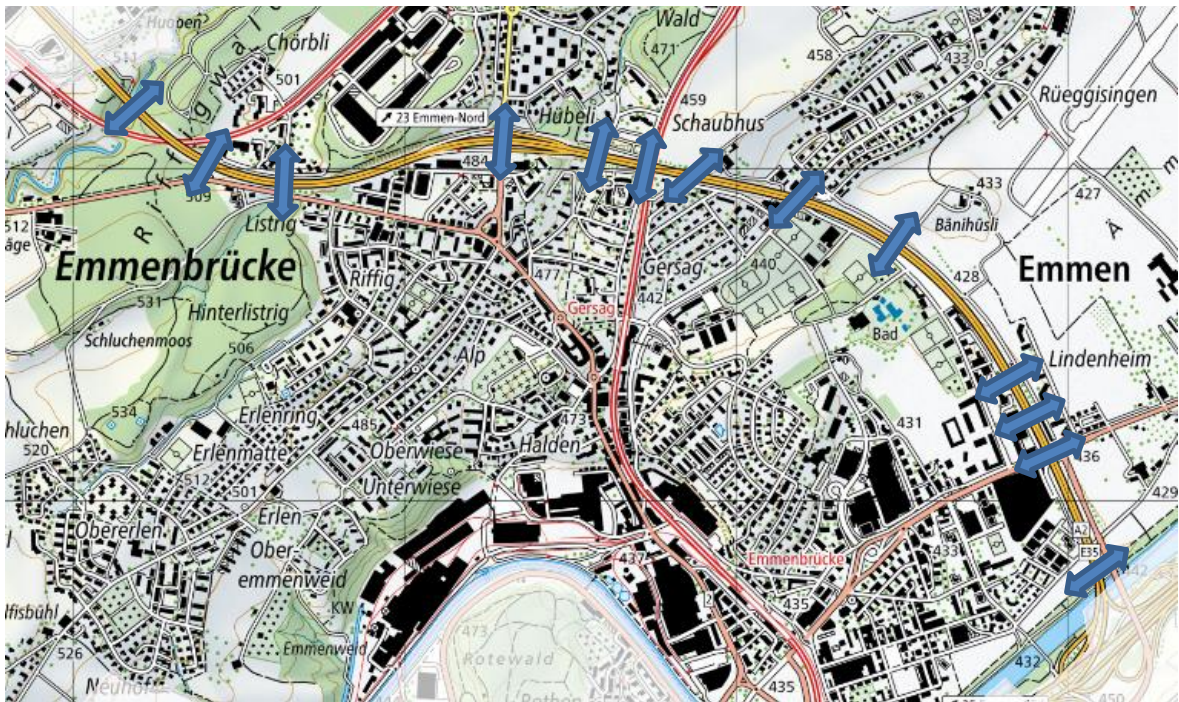 Huppen
511
Chörbli
501
Wald
471
458
433
Rüeggisingen
459
23 Emmen-Nord
Hübeli
Schaubhus
484
509
Listrig
433
427
Bänihüsli
512
R
Emmenbrücke
Riffig
477
Gersag
440
428
Emmen
Ä
m
m
531
Hinterlistrig
442
Gersag
Bad
Schluchenmoos
506
Alp
Lindenheim
534
Erlenring
485
473
431
520
Erlenmatte
Oberwiese
Halden
436
512
501
Unterwiese
429
Obererlen
Erlen
A2
E35
Ober-
emmenweid
437
Emmenbrücke
433
442
KW
2
435
473
Emmenweid
Rotewald
432
526
435
450